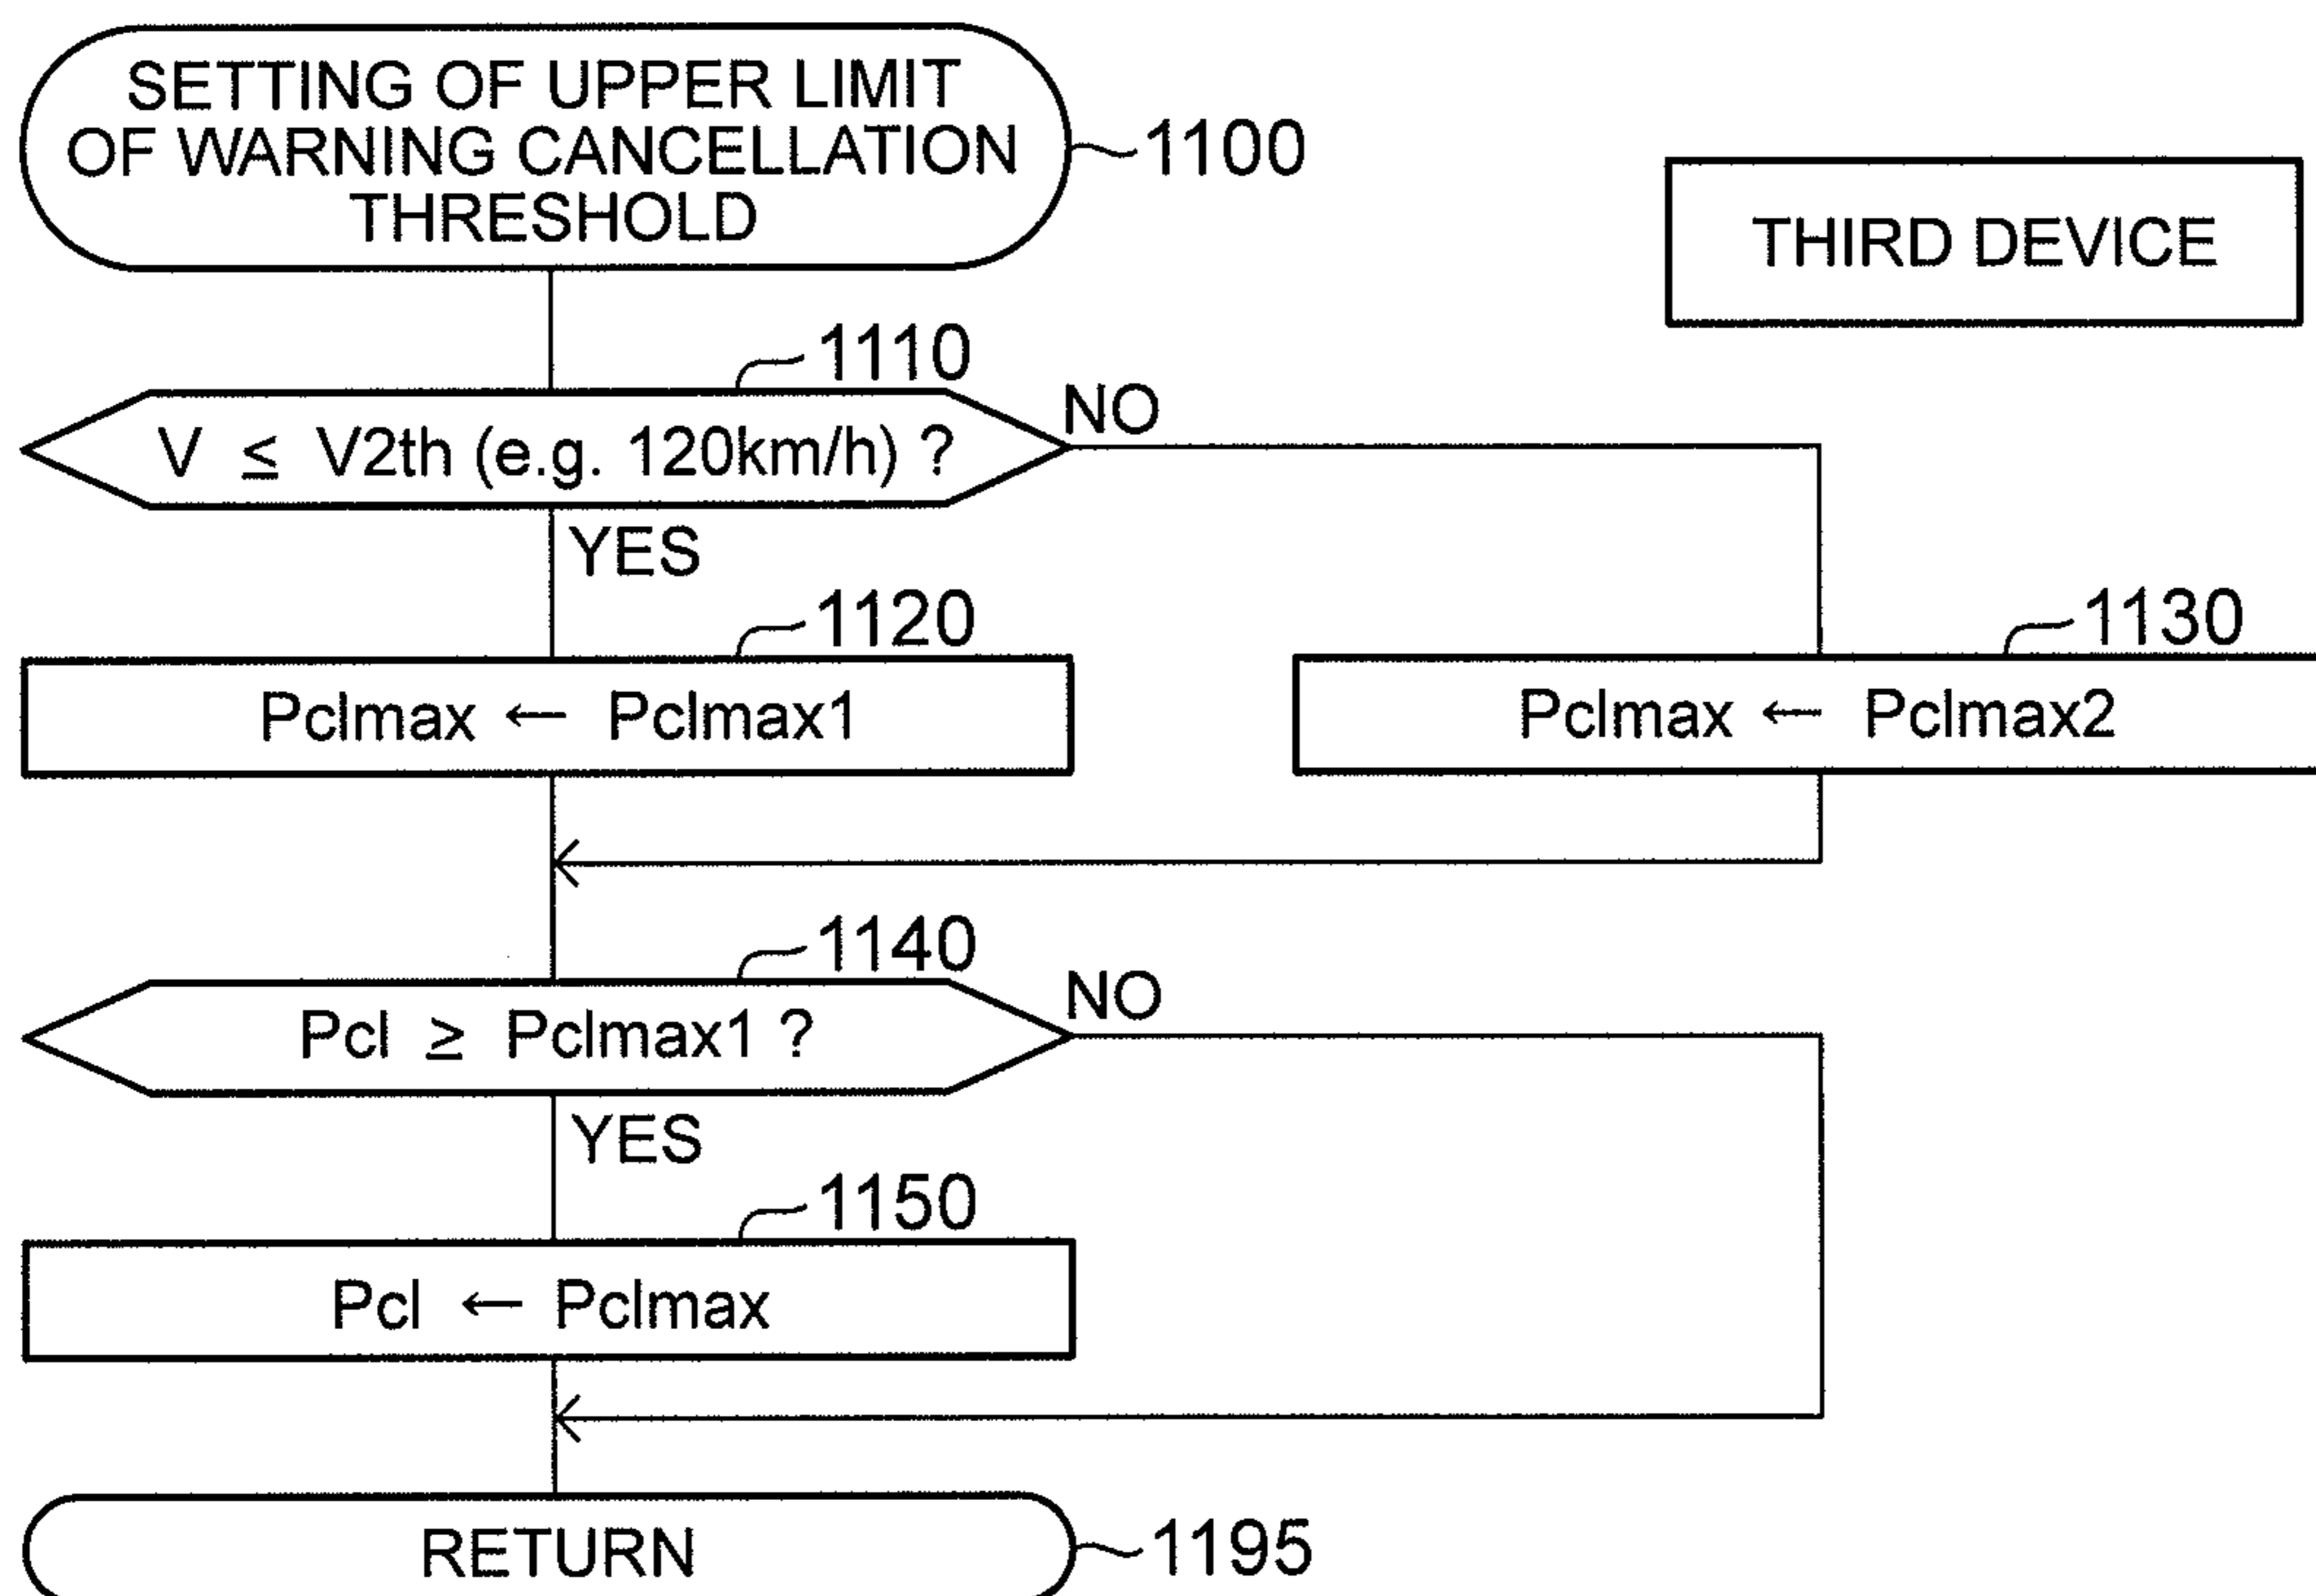 SETTING OF UPPER LIMIT
OF WARNING CANCELLATION
THRESHOLD
1100
THIRD DEVICE
1110
V ≤ V2th (e.g. 120km/h) ?
NO
YES
1120
Pclmax ← Pclmax1
1130
Pclmax ← Pclmax2
1140
Pcl ≥ Pclmax1 ?
NO
YES
1150
Pcl ← Pclmax
RETURN
1195